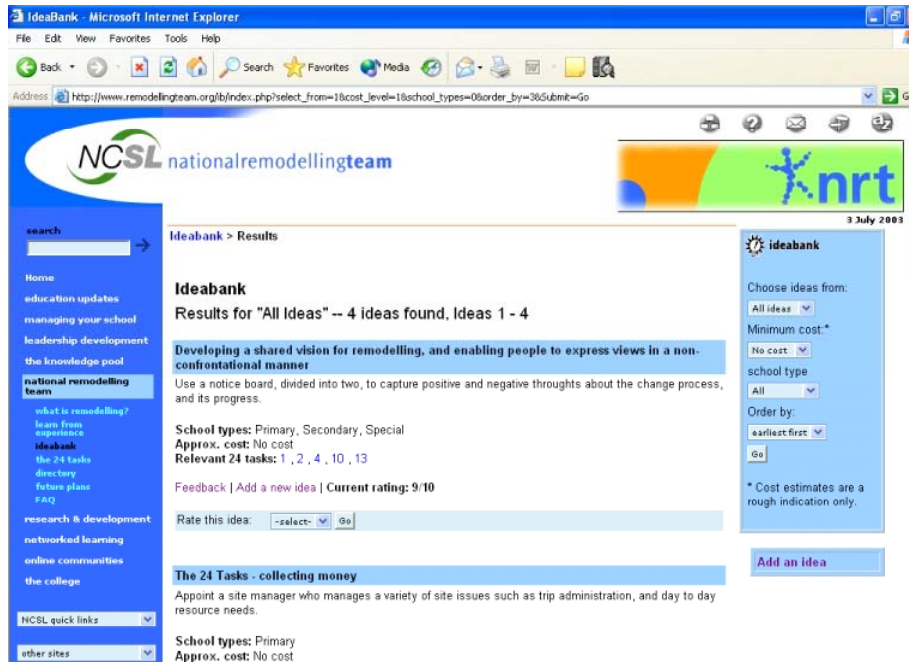 IdeaBank - Microsoft Internet Explorer
File Edit View Favorites Tools Help
Back Search Favorites Media
Address http://www.remodellingteam.org/ib/index.php?select_from=1&cost_level=1&school_types=0&order_by=3&Submit=Go
NCSL nationalremodellingteam
nrt
3 July 2003
search
Home
education updates
managing your school
leadership development
the knowledge pool
national remodelling
team
what is remodelling?
learn from
experience
ideabank
the 24 tasks
directory
future plans
FAQ
research & development
networked learning
online communities
the college
NCSL quick links
other sites
Ideabank > Results
Ideabank
Results for "All Ideas" -- 4 ideas found, Ideas 1 - 4
Developing a shared vision for remodelling, and enabling people to express views in a non-
confrontational manner
Use a notice board, divided into two, to capture positive and negative throughts about the change process,
and its progress.
School types: Primary, Secondary, Special
Approx. cost: No cost
Relevant 24 tasks: 1 , 2 , 4 , 10 , 13
Feedback | Add a new idea | Current rating: 9/10
Rate this idea: -select- Go
The 24 Tasks - collecting money
Appoint a site manager who manages a variety of site issues such as trip administration, and day to day
resource needs.
School types: Primary
Approx. cost: No cost
ideabank
Choose ideas from:
All ideas
Minimum cost:*
No cost
school type
All
Order by:
earliest first
Go
* Cost estimates are a
rough indication only.
Add an idea